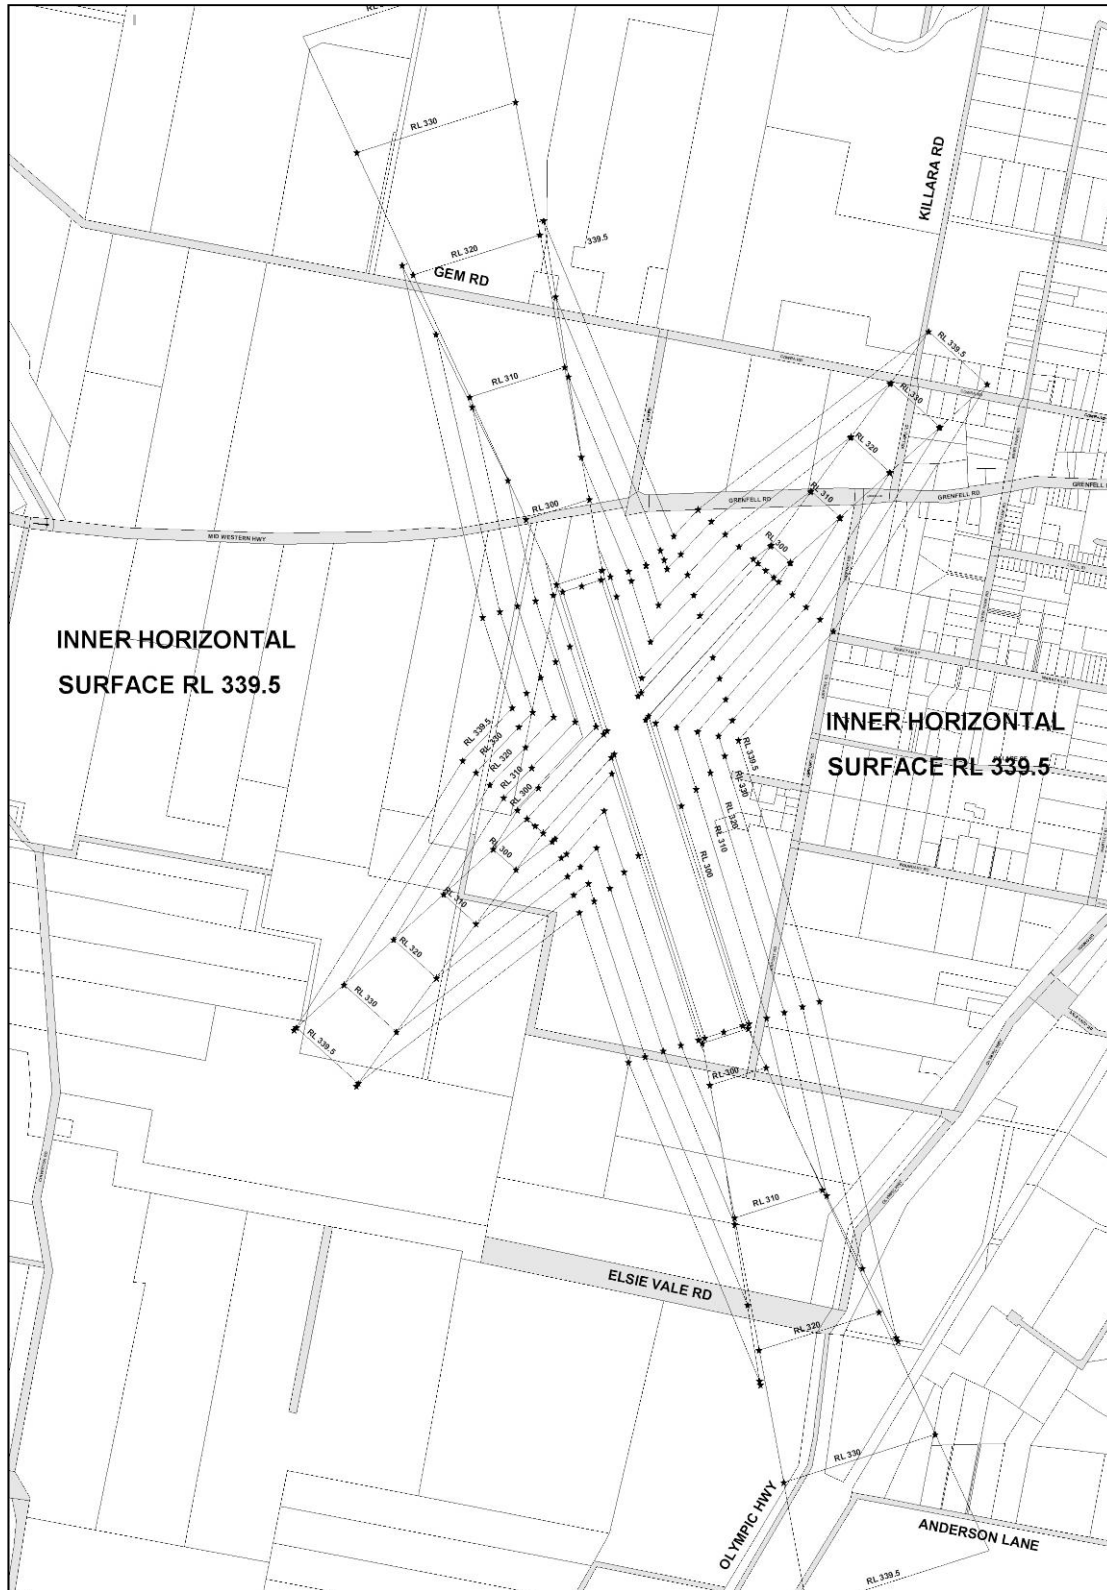 RL 330
KILLARA RD
RL 320
339.5
GEM RD
RL 339.5
RL 310
RL 330
RL 320
RL 310
GRENFELL RD
GRENFELL RD
RL 300
MID WESTERN HWY
RL 300
INNER HORIZONTAL
SURFACE RL 339.5
INNER HORIZONTAL
SURFACE RL 339.5
RL 339.5
RL 330
RL 320
RL 310
RL 300
RL 339.5
RL 330
RL 320
RL 310
RL 300
RL 300
RL 310
RL 320
RL 330
RL 339.5
RL 300
RL 310
ELSIE VALE RD
RL 320
RL 330
OLYMPIC HWY
ANDERSON LANE
RL 339.5